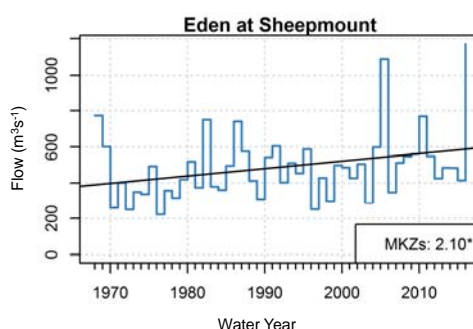 Eden at Sheepmount
Flow (m³s⁻¹)
1000
600
200
0
MKZs: 2.10*
1970 1980 1990 2000 2010
Water Year